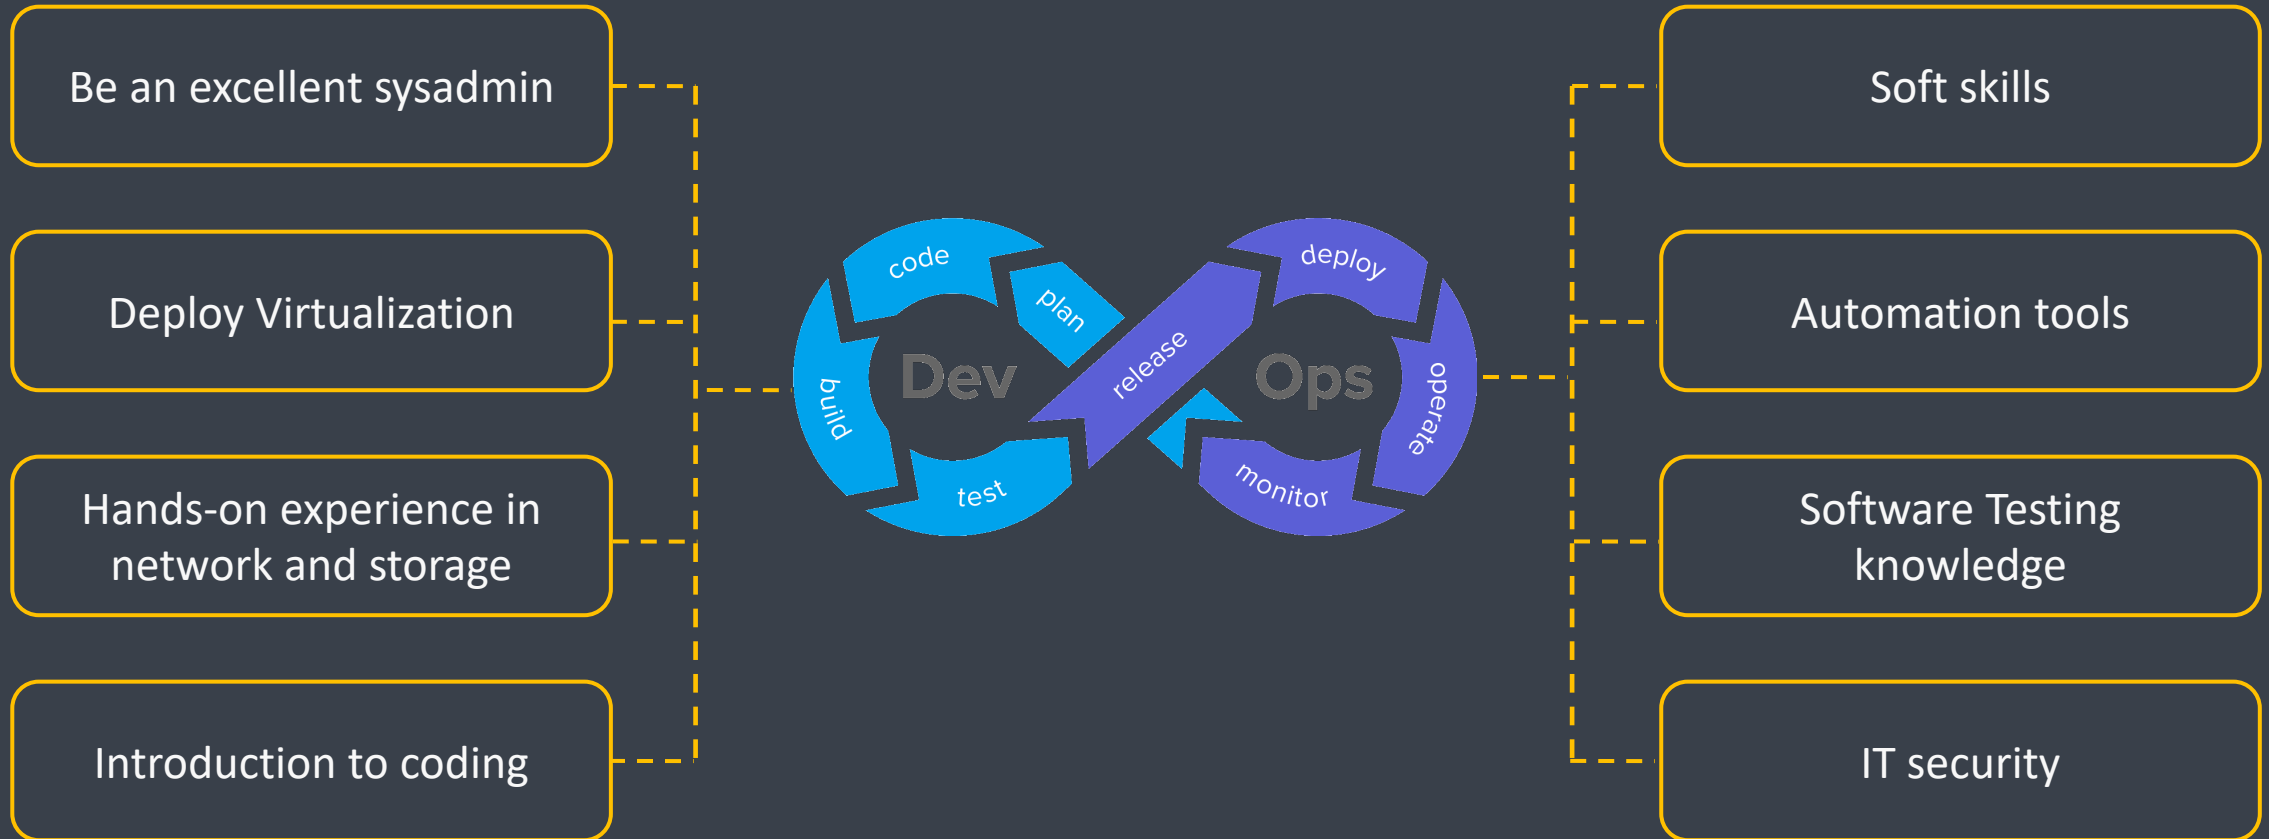 Be an excellent sysadmin
Deploy Virtualization
Hands-on experience in
network and storage
Introduction to coding
code
plan
build
test
Dev
release
Ops
deploy
operate
monitor
Soft skills
Automation tools
Software Testing
knowledge
IT security